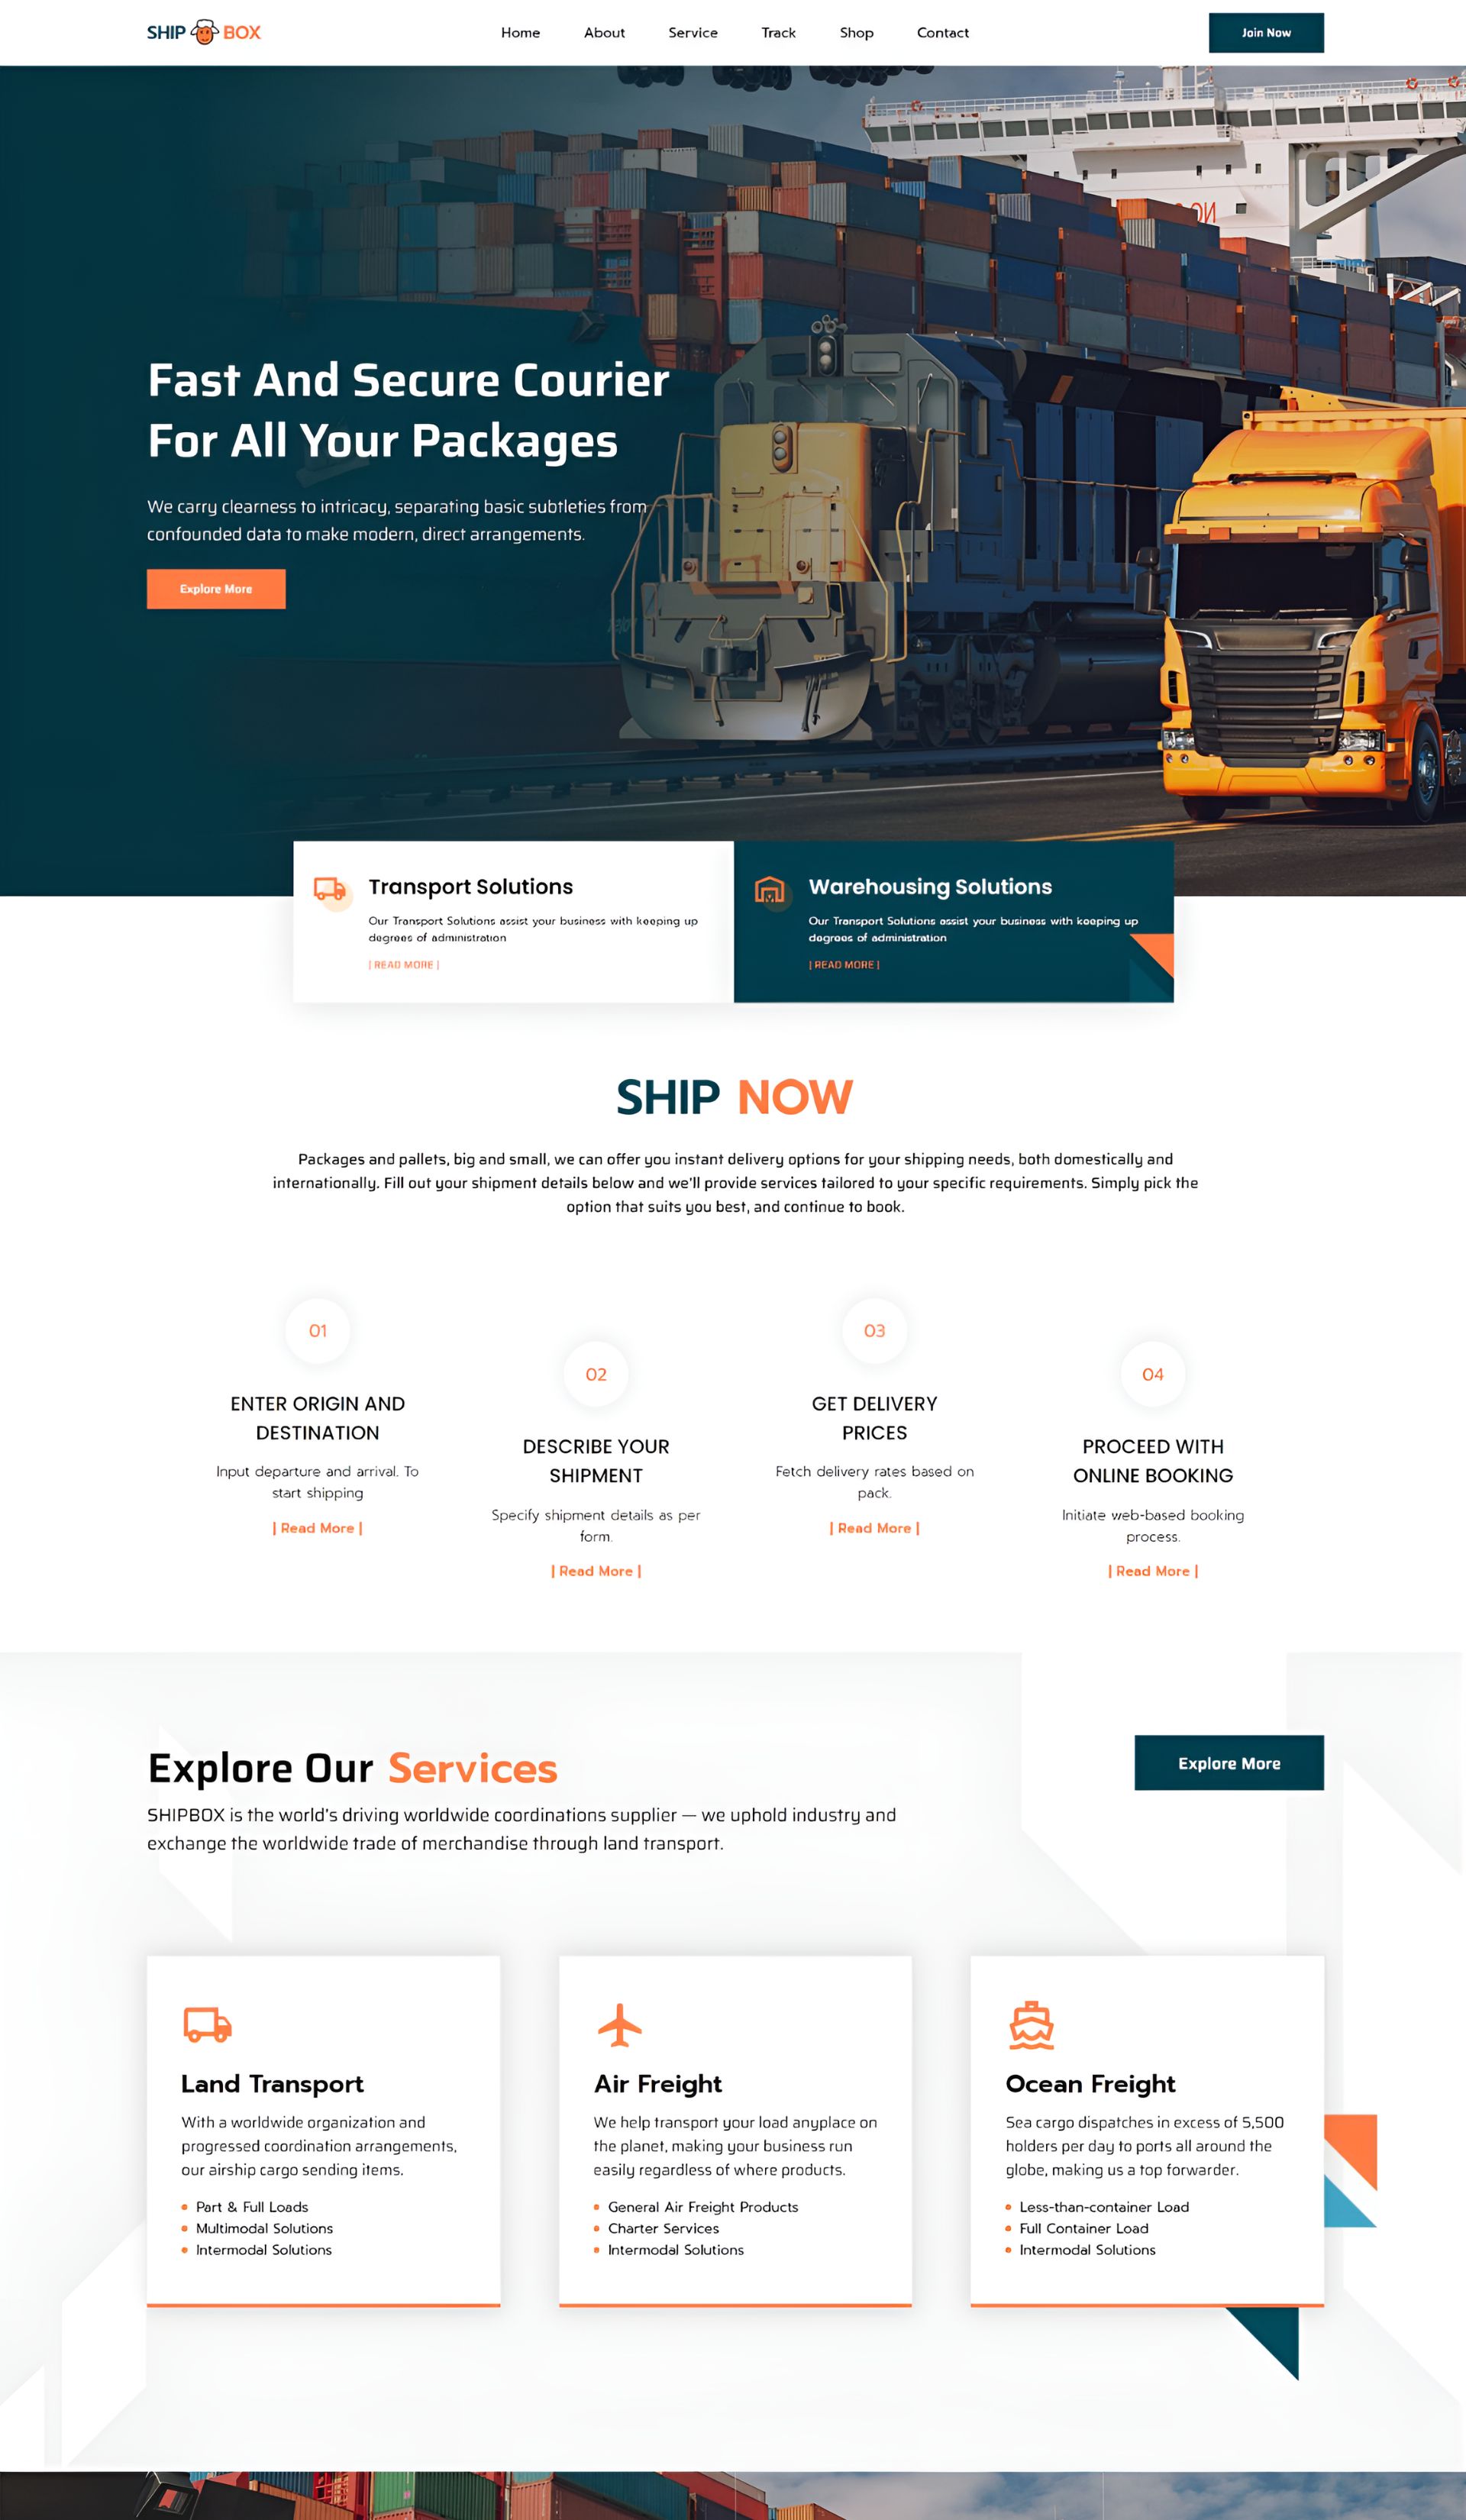 SHIP BOX
Home About Service Track Shop Contact
Join Now
Fast And Secure Courier
For All Your Packages
We carry clearness to intricacy, separating basic subtleties from
confounded data to make modern, direct arrangements.
Explore More
Transport Solutions
Our Transport Solutions assist your business with keeping up
degrees of administration
| READ MORE |
Warehousing Solutions
Our Transport Solutions assist your business with keeping up
degrees of administration
| READ MORE |
SHIP NOW
Packages and pallets, big and small, we can offer you instant delivery options for your shipping needs, both domestically and
internationally. Fill out your shipment details below and we'll provide services tailored to your specific requirements. Simply pick the
option that suits you best, and continue to book.
01
ENTER ORIGIN AND
DESTINATION
Input departure and arrival. To
start shipping
| Read More |
02
DESCRIBE YOUR
SHIPMENT
Specify shipment details as per
form.
| Read More |
03
GET DELIVERY
PRICES
Fetch delivery rates based on
pack.
| Read More |
04
PROCEED WITH
ONLINE BOOKING
Initiate web-based booking
process.
| Read More |
Explore Our Services
Explore More
SHIPBOX is the world's driving worldwide coordinations supplier — we uphold industry and
exchange the worldwide trade of merchandise through land transport.
Land Transport
With a worldwide organization and
progressed coordination arrangements,
our airship cargo sending items.
Part & Full Loads
Multimodal Solutions
Intermodal Solutions
Air Freight
We help transport your load anyplace on
the planet, making your business run
easily regardless of where products.
General Air Freight Products
Charter Services
Intermodal Solutions
Ocean Freight
Sea cargo dispatches in excess of 5,500
holders per day to ports all around the
globe, making us a top forwarder.
Less-than-container Load
Full Container Load
Intermodal Solutions